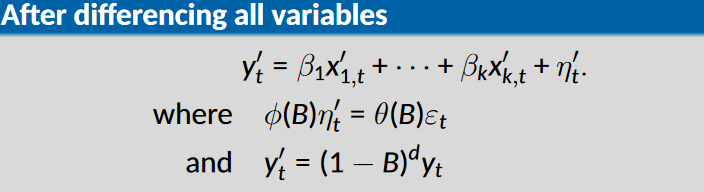 After differencing all variables
y′ₜ = β₁x′₁,ₜ + · · · + βₖx′ₖ,ₜ + η′ₜ.
where ϕ(B)η′ₜ = θ(B)εₜ
and y′ₜ = (1 − B)ᵈyₜ